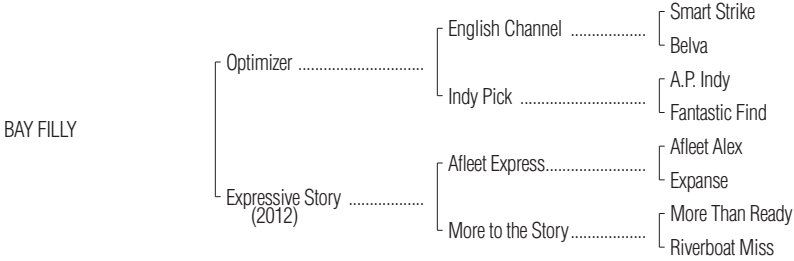 Smart Strike
English Channel ..................
Belva
Optimizer ..............................
A.P. Indy
Indy Pick ..............................
Fantastic Find
BAY FILLY
Afleet Alex
Afleet Express........................
Expanse
Expressive Story ..................
(2012)
More Than Ready
More to the Story..................
Riverboat Miss